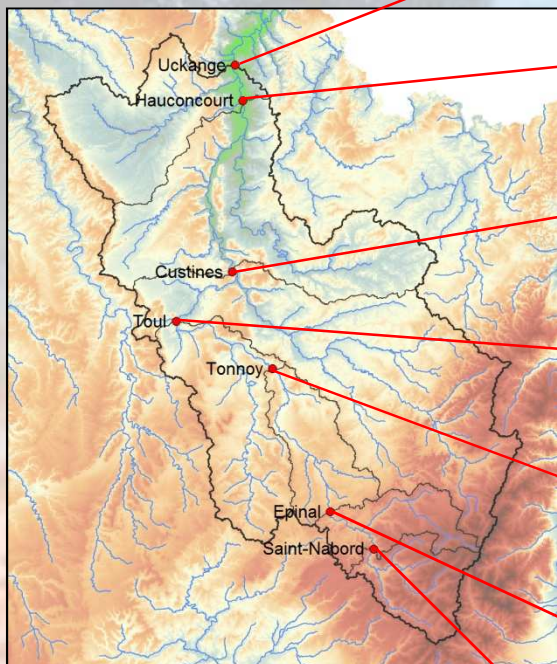 Uckange
Hauconcourt
Custines
Toul
Tonnoy
Epinal
Saint-Nabord